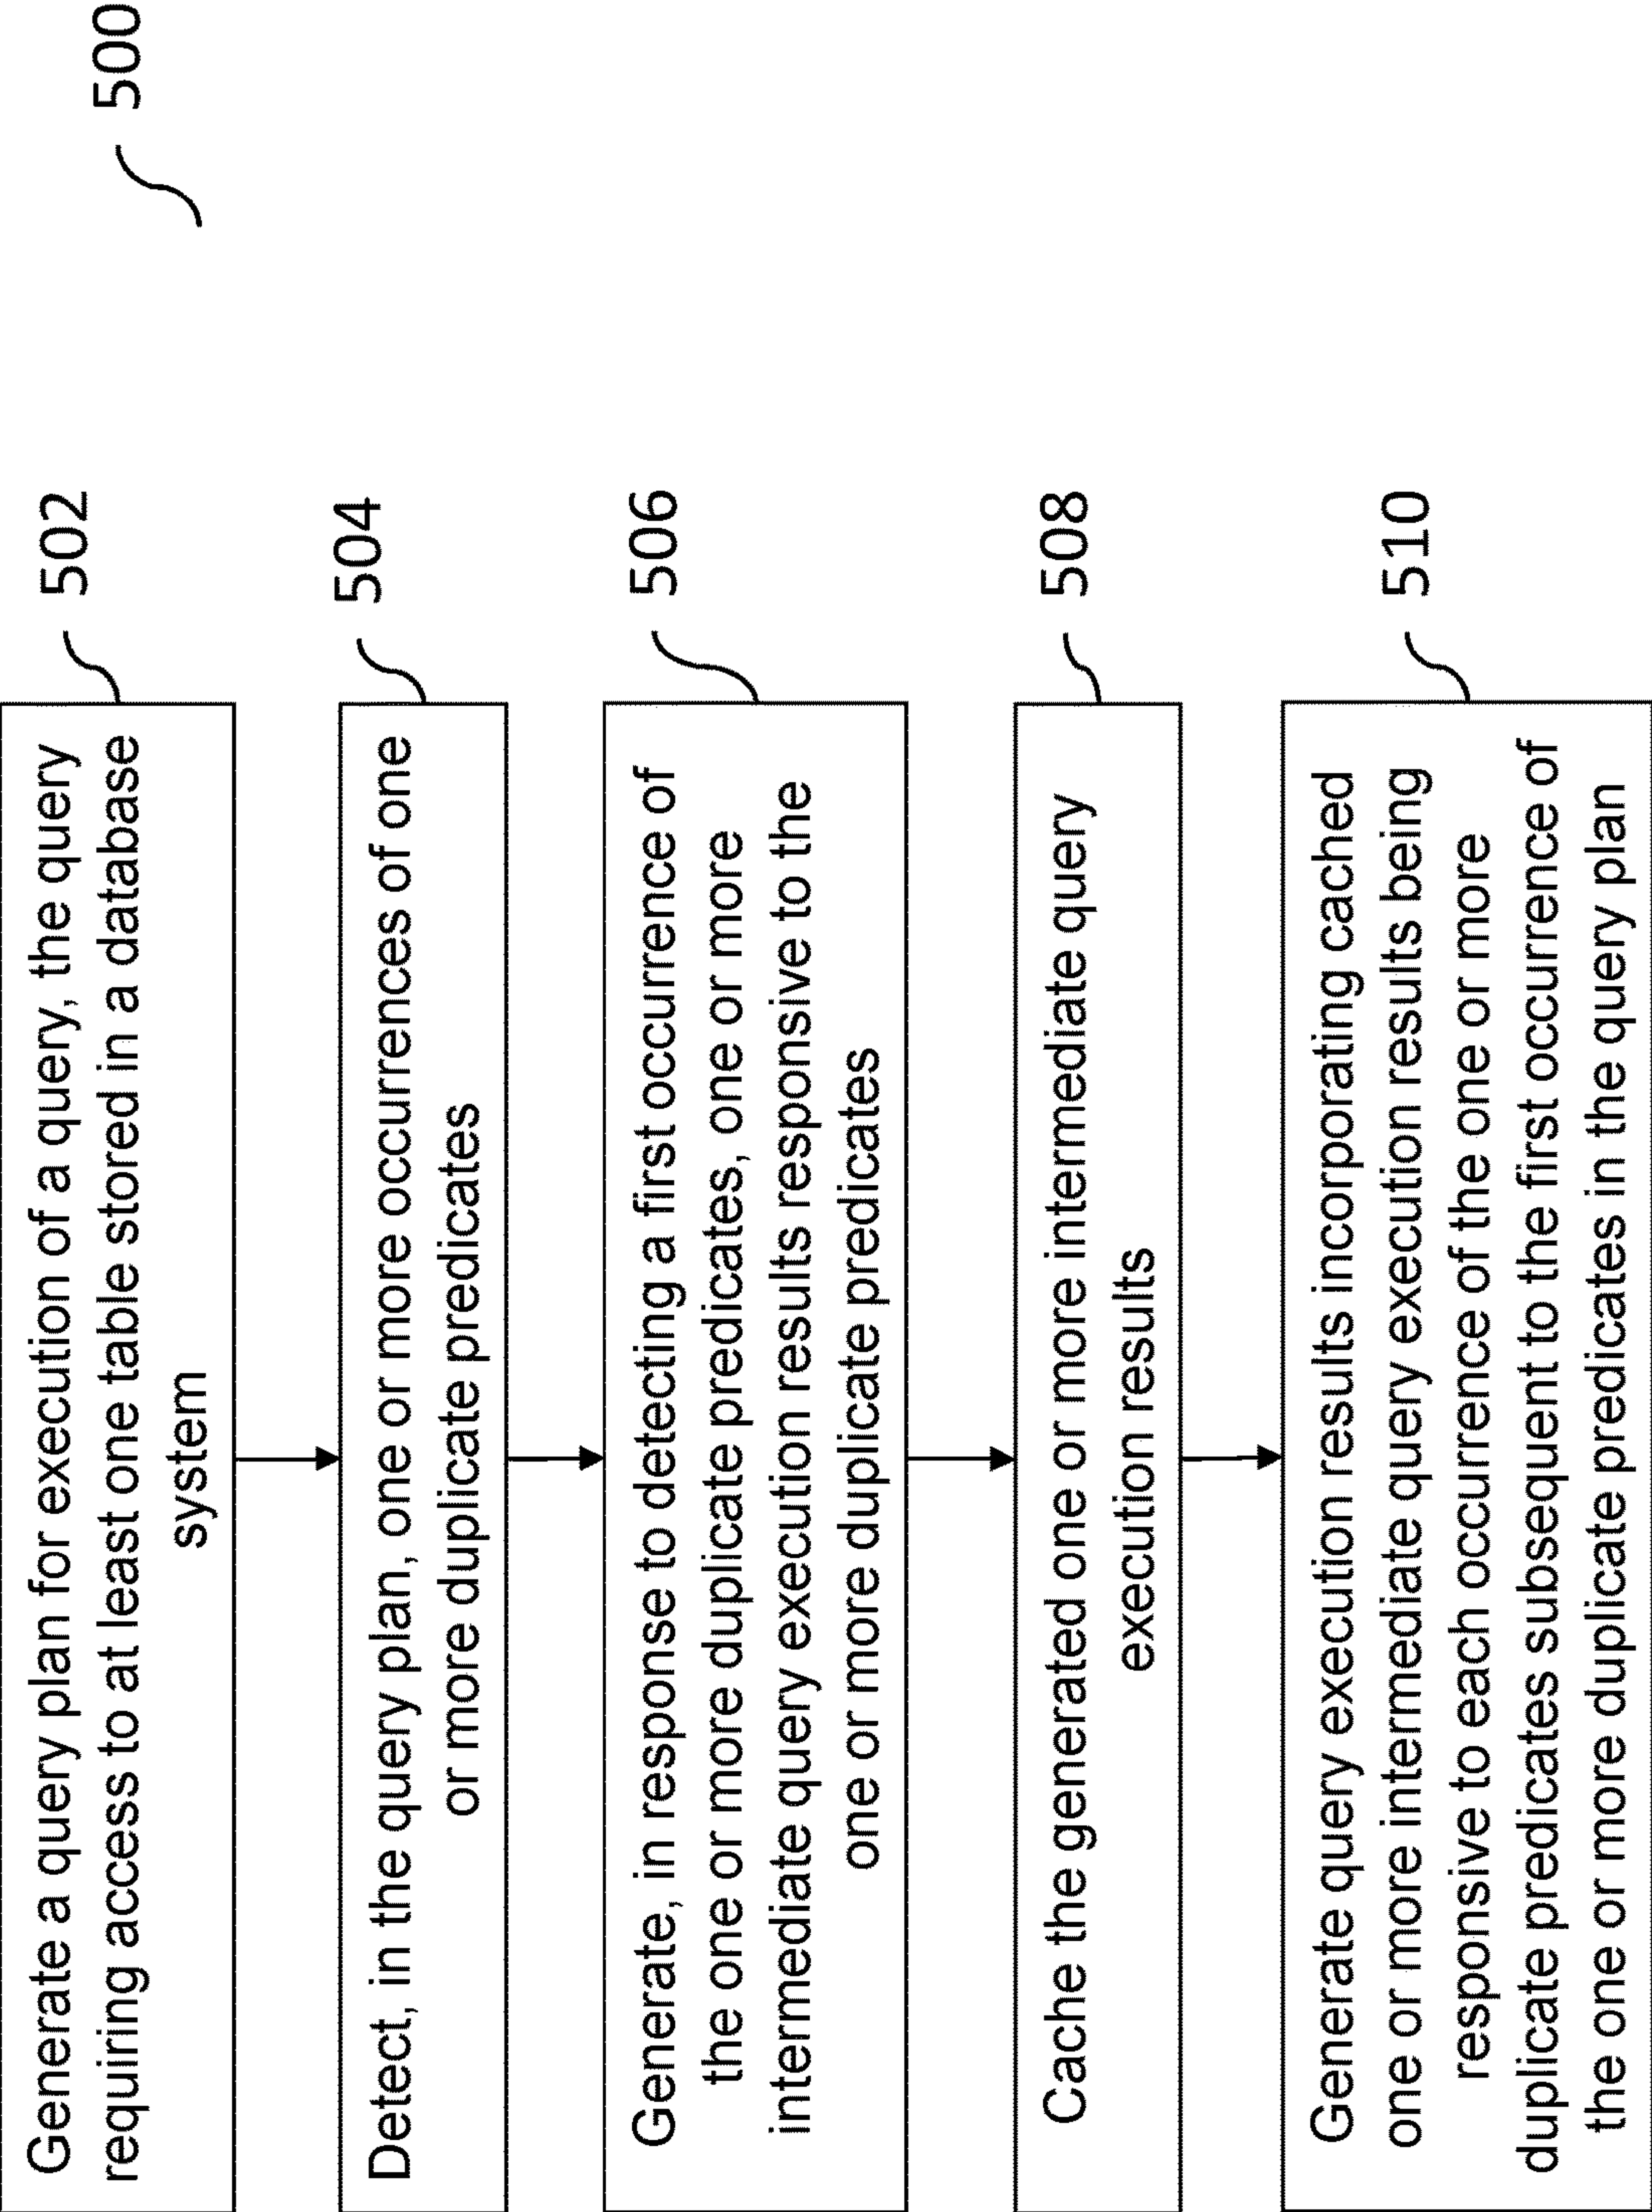 500
Generate a query plan for execution of a query, the query
requiring access to at least one table stored in a database
system
502
Detect, in the query plan, one or more occurrences of one
or more duplicate predicates
504
Generate, in response to detecting a first occurrence of
the one or more duplicate predicates, one or more
intermediate query execution results responsive to the
one or more duplicate predicates
506
Cache the generated one or more intermediate query
execution results
508
Generate query execution results incorporating cached
one or more intermediate query execution results being
responsive to each occurrence of the one or more
duplicate predicates subsequent to the first occurrence of
the one or more duplicate predicates in the query plan
510